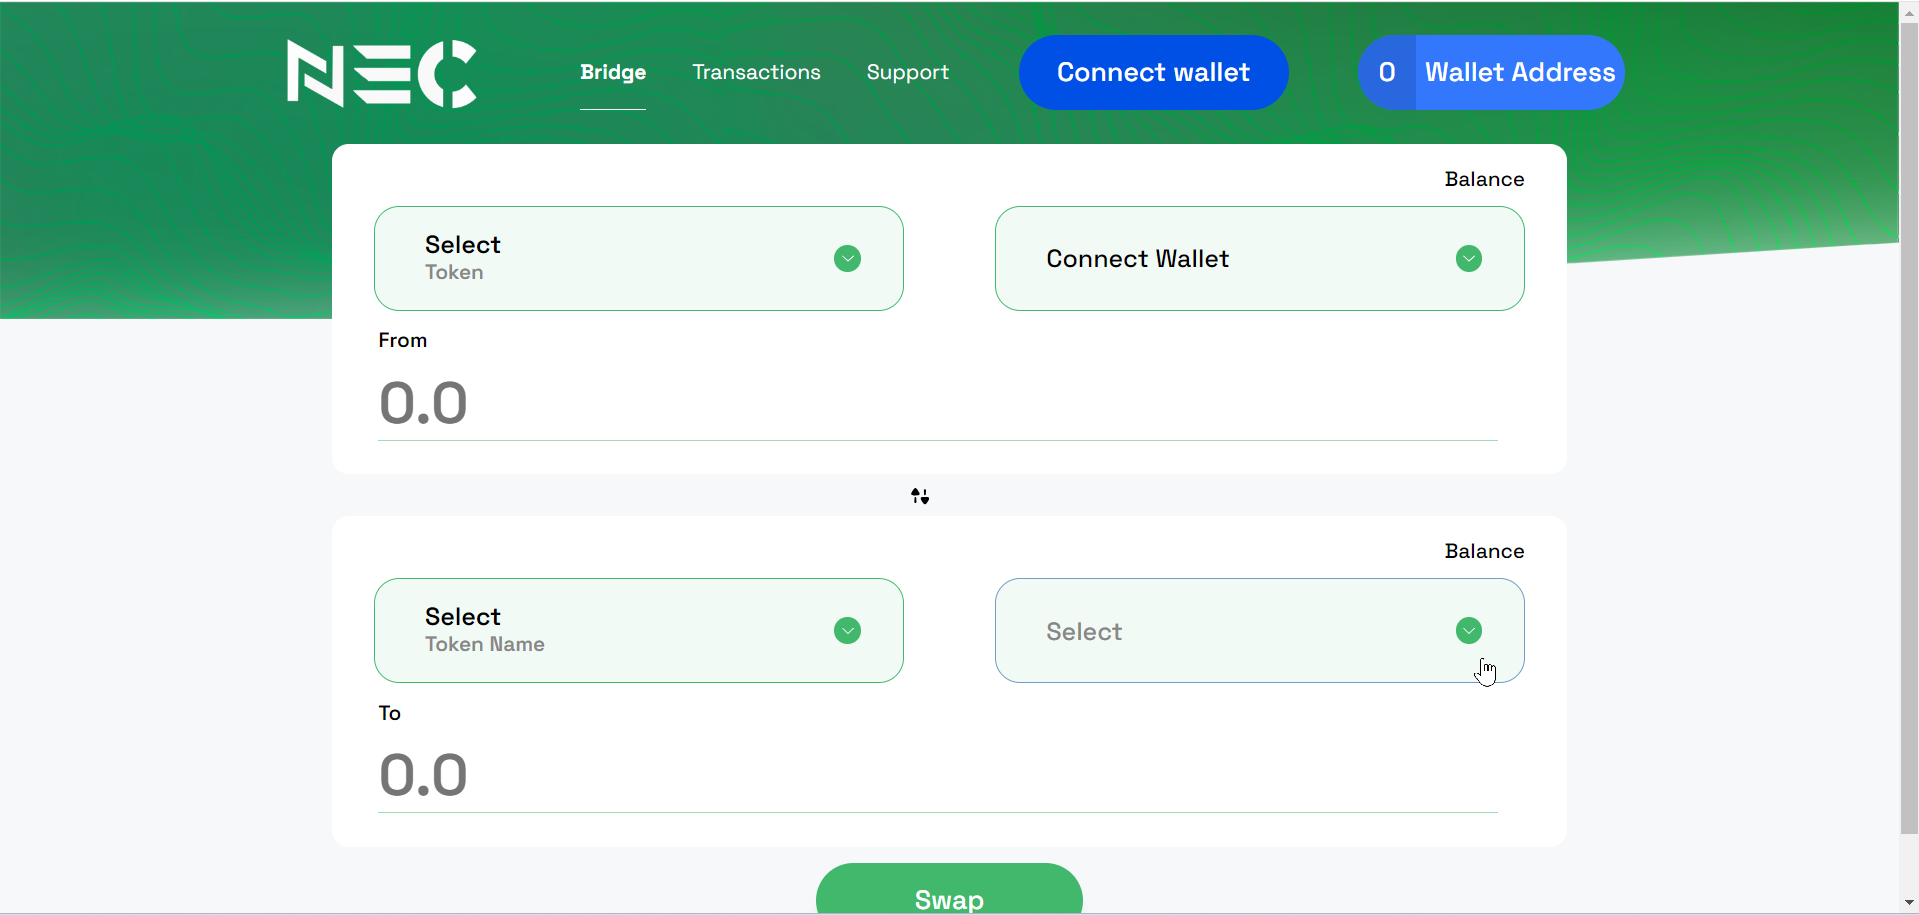 NEC
Bridge Transactions Support Connect wallet 0 Wallet Address
Balance
Select
Token
Connect Wallet
From
0.0
Balance
Select
Token Name
Select
To
0.0
Swap